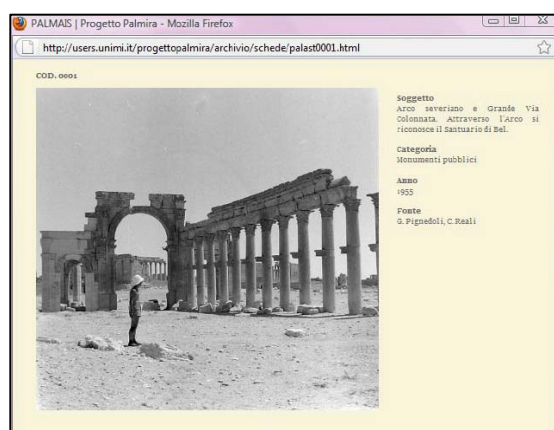 PALMAIS | Progetto Palmira - Mozilla Firefox
http://users.unimi.it/progettopalmira/archivio/schede/palast0001.html
COD. 0001
Soggetto
Arco severiano e Grande Via
Colonnata. Attraverso l'Arco si
riconosce il Santuario di Bel.
Categoria
Monumenti pubblici
Anno
1955
Fonte
G. Pignedoli, C. Reali